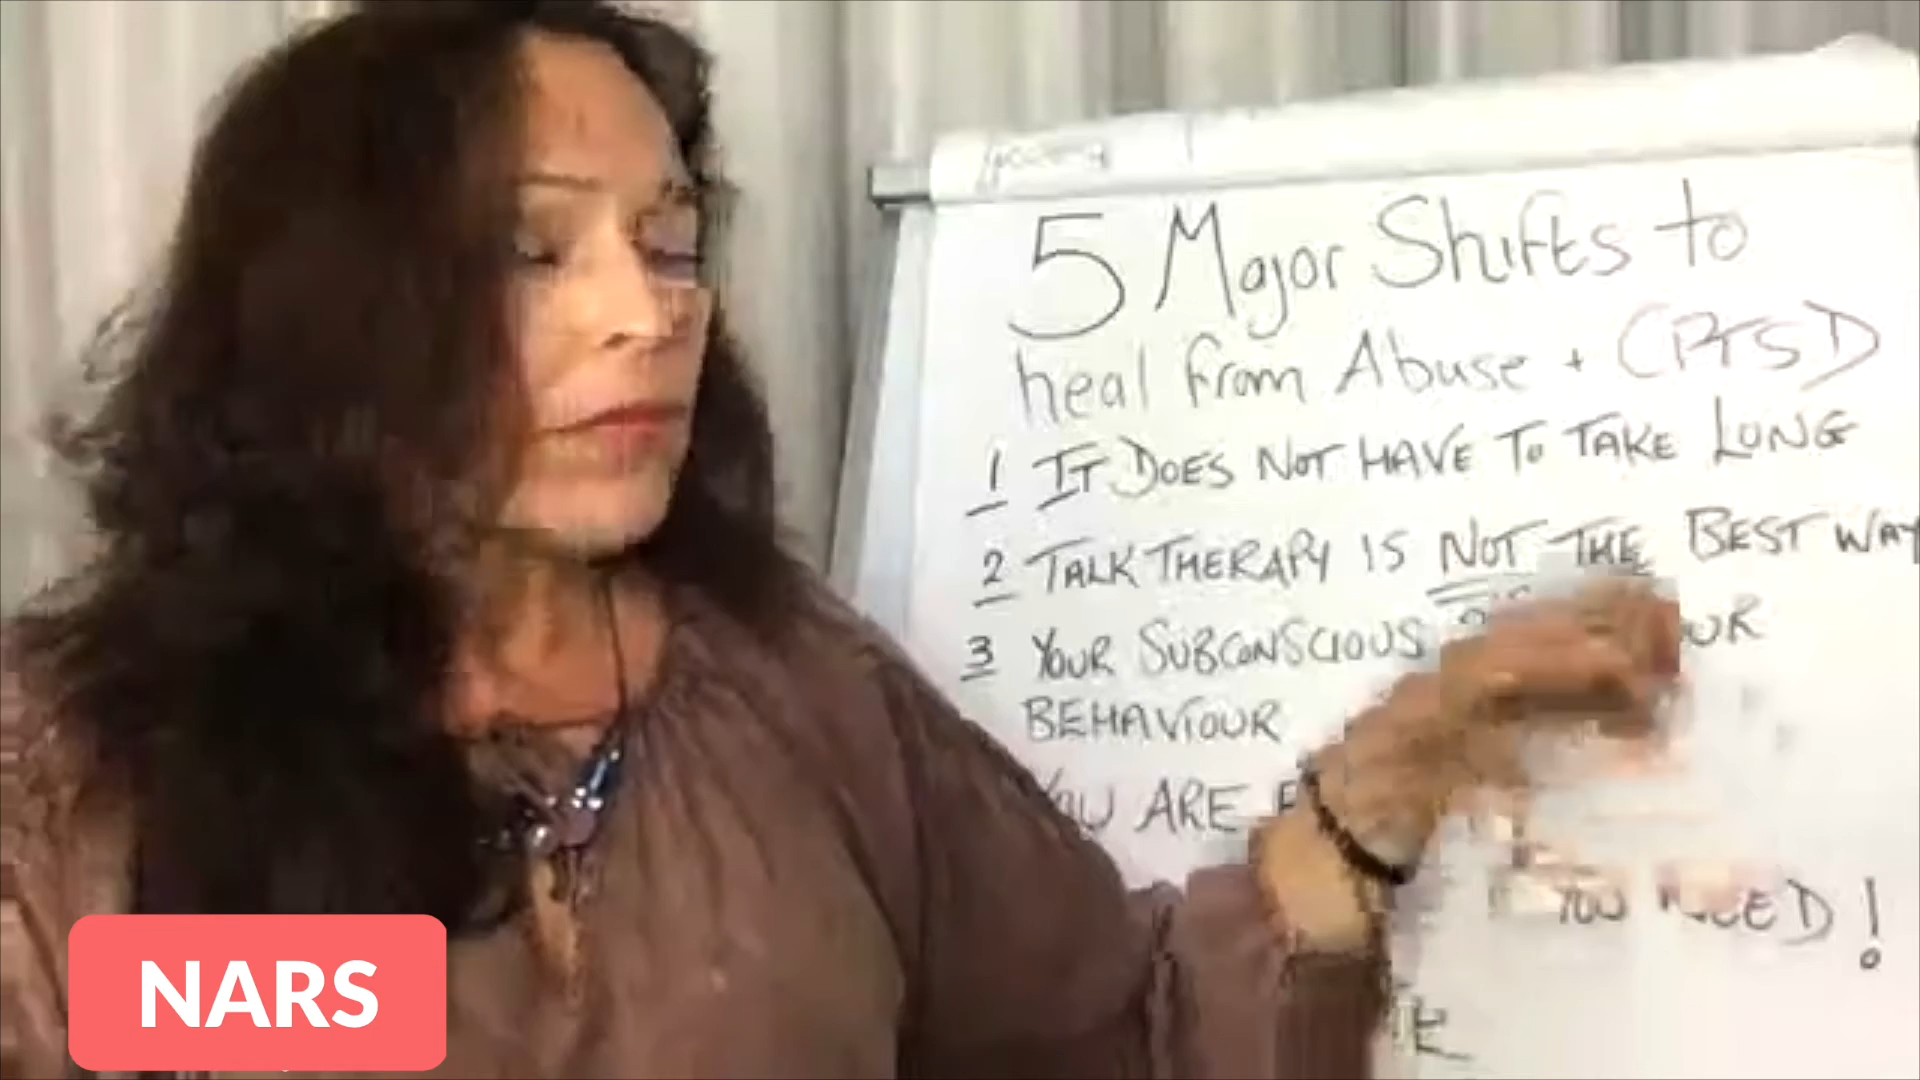 5 Major Shifts to
heal from Abuse + CPTSD
1 IT DOES NOT HAVE TO TAKE LONG
2 TALK THERAPY IS NOT THE BEST WAY
3 YOUR SUBCONSCIOUS
BEHAVIOUR
YOU ARE
YOU NEED!
NARS